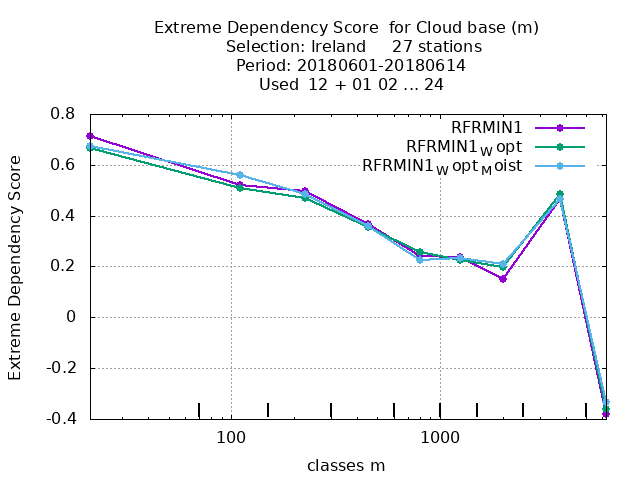 Extreme Dependency Score  for Cloud base (m)
Selection: Ireland     27 stations
Period: 20180601-20180614
Used  12 + 01 02 ... 24
RFRMIN1
RFRMIN1_W opt
RFRMIN1_W opt_M oist
Extreme Dependency Score
0.8
0.6
0.4
0.2
0
-0.2
-0.4
100
1000
classes m